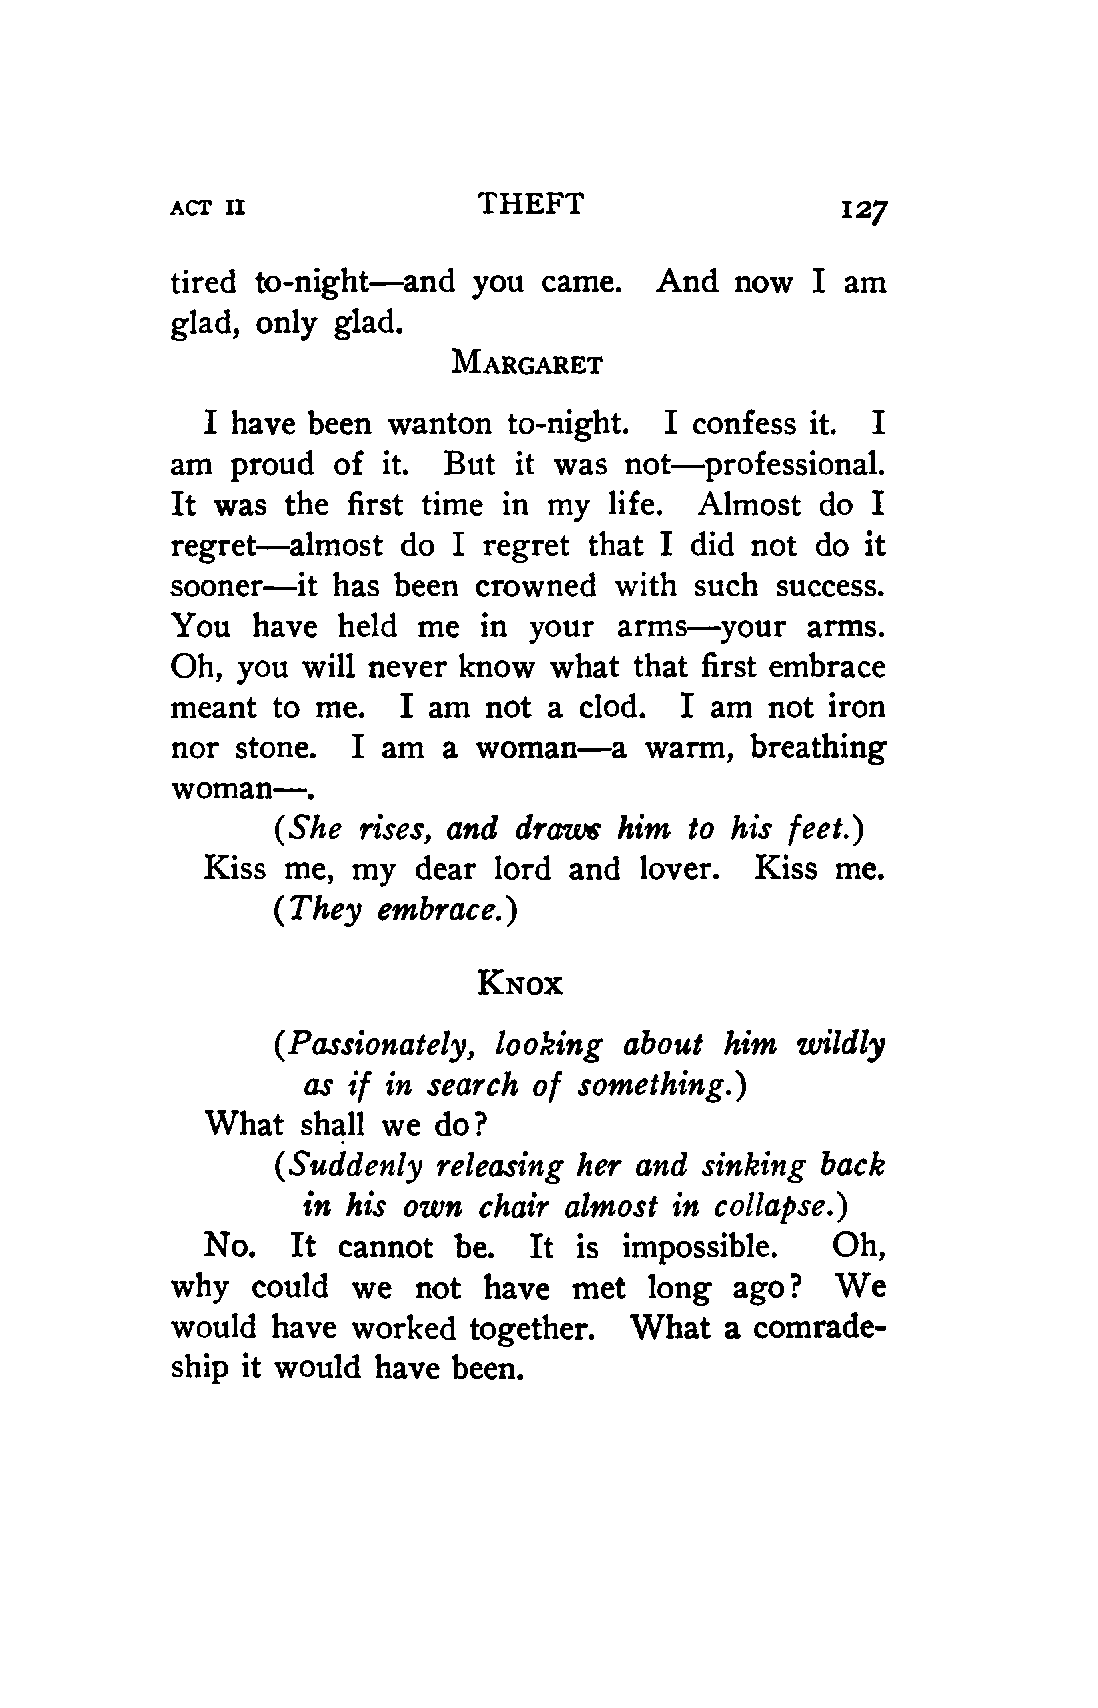 ACT II THEFT 127
tired to-night—and you came. And now I am
glad, only glad.
MARGARET
I have been wanton to-night. I confess it. I
am proud of it. But it was not—professional.
It was the first time in my life. Almost do I
regret—almost do I regret that I did not do it
sooner—it has been crowned with such success.
You have held me in your arms—your arms.
Oh, you will never know what that first embrace
meant to me. I am not a clod. I am not iron
nor stone. I am a woman—a warm, breathing
woman—.
(She rises, and draws him to his feet.)
Kiss me, my dear lord and lover. Kiss me.
(They embrace.)
KNOX
(Passionately, looking about him wildly
as if in search of something.)
What shall we do?
(Suddenly releasing her and sinking back
in his own chair almost in collapse.)
No. It cannot be. It is impossible. Oh,
why could we not have met long ago? We
would have worked together. What a comrade-
ship it would have been.